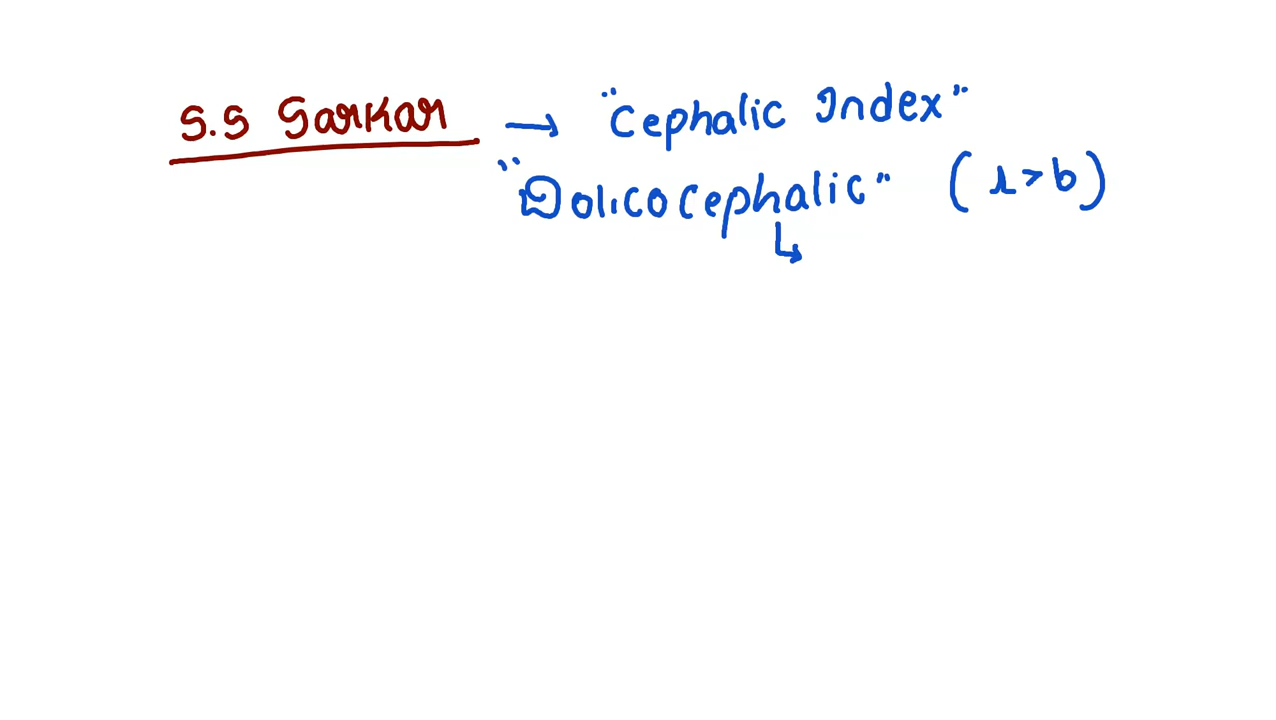 S.S Sarkar → "Cephalic Index"
"Dolicocephalic" (l > b)
↳